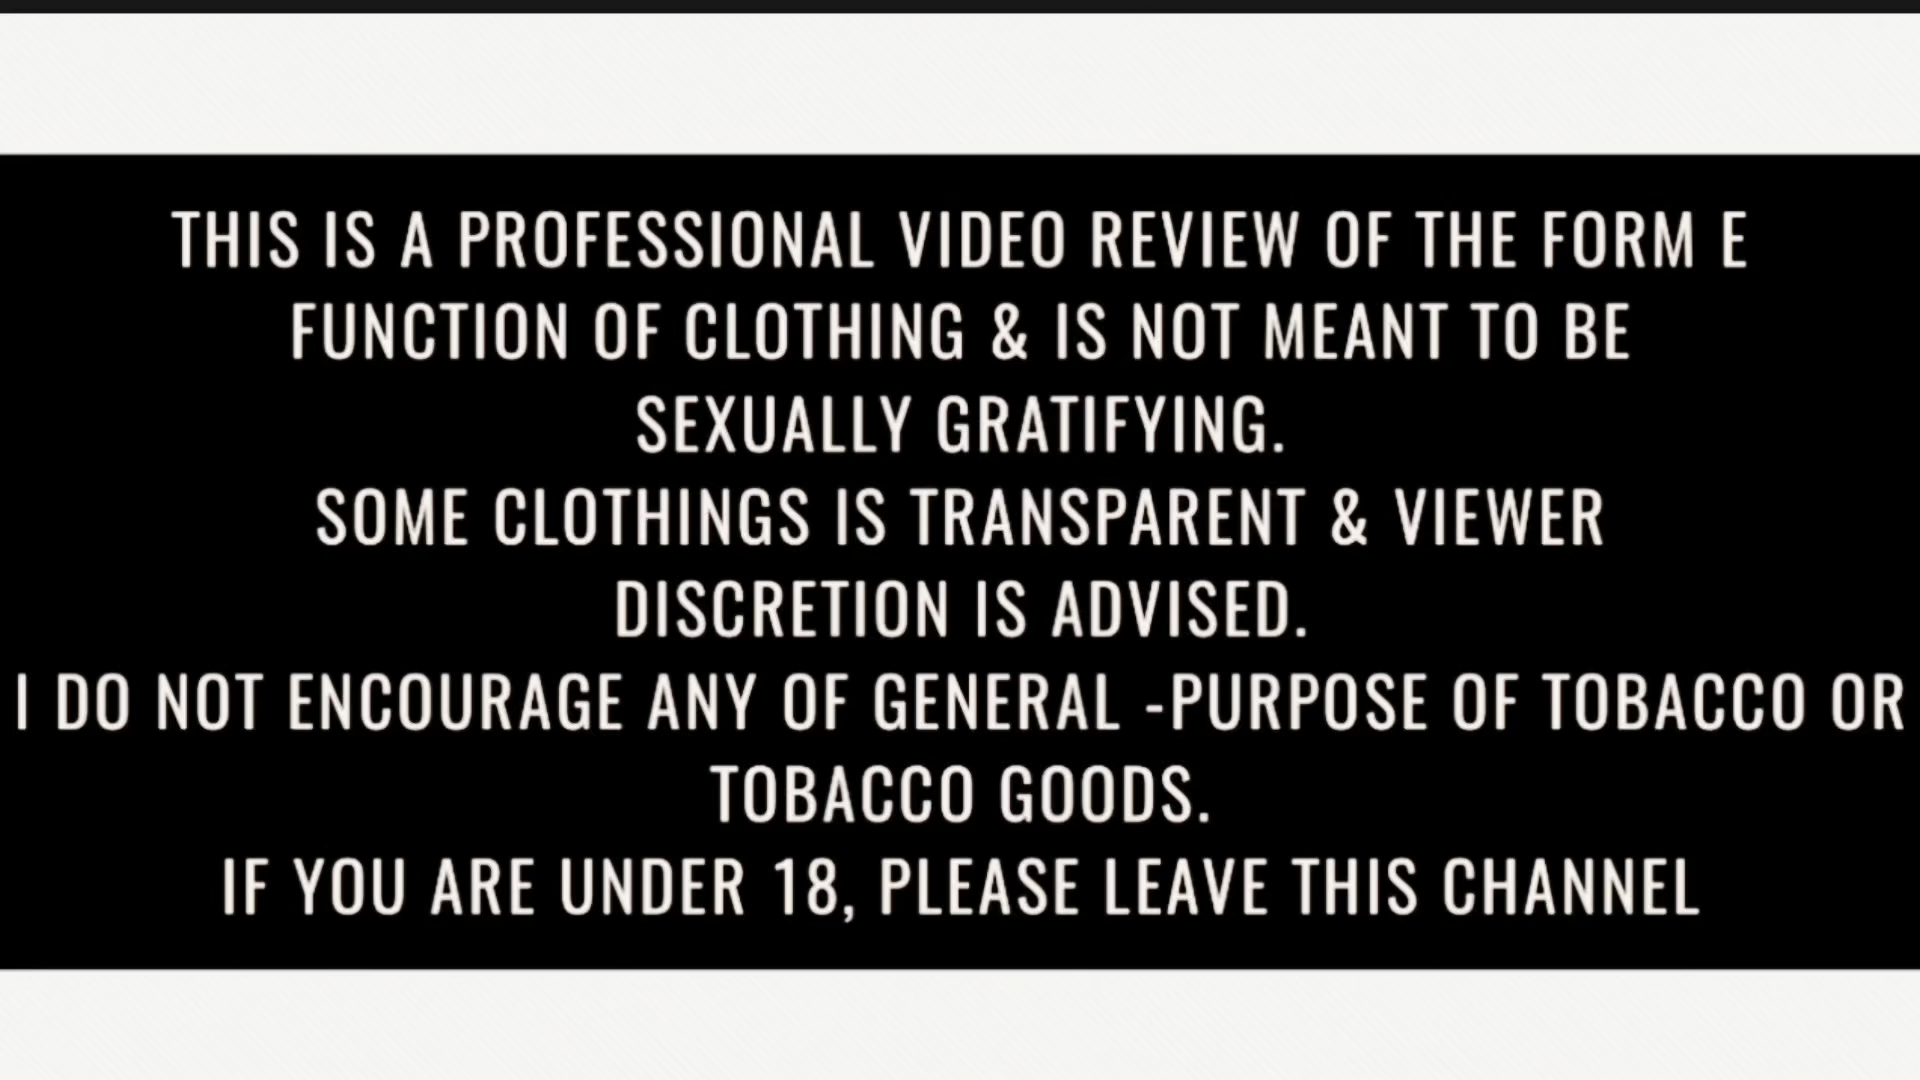 THIS IS A PROFESSIONAL VIDEO REVIEW OF THE FORM E
FUNCTION OF CLOTHING & IS NOT MEANT TO BE
SEXUALLY GRATIFYING.
SOME CLOTHINGS IS TRANSPARENT & VIEWER
DISCRETION IS ADVISED.
I DO NOT ENCOURAGE ANY OF GENERAL -PURPOSE OF TOBACCO OR
TOBACCO GOODS.
IF YOU ARE UNDER 18, PLEASE LEAVE THIS CHANNEL